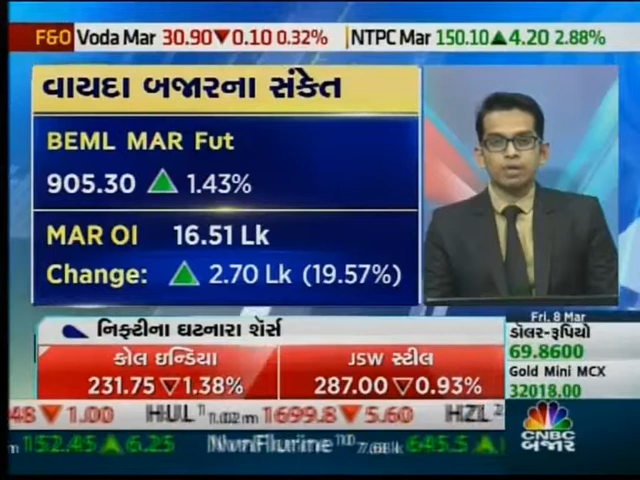 F&O Voda Mar 30.90▼0.10 0.32% NTPC Mar 150.10▲4.20 2.88%
વાયદા બજારના સંકેત
BEML MAR Fut
905.30 ▲ 1.43%
MAR OI 16.51 Lk
Change: ▲ 2.70 Lk (19.57%)
નિફ્ટીના ઘટનારા શૅર્સ
કોલ ઇન્ડિયા
231.75 ▽1.38%
JSW સ્ટીલ
287.00 ▽0.93%
Fri, 8 Mar
ડૉલર-રૂપિયો
69.8600
Gold Mini MCX
32018.00
48 ▼ 1.00 HUL 1699.8 ▼ 5.60 HZL
152.45 ▲ 6.25 645.5 ▲
CNBC
બજાર